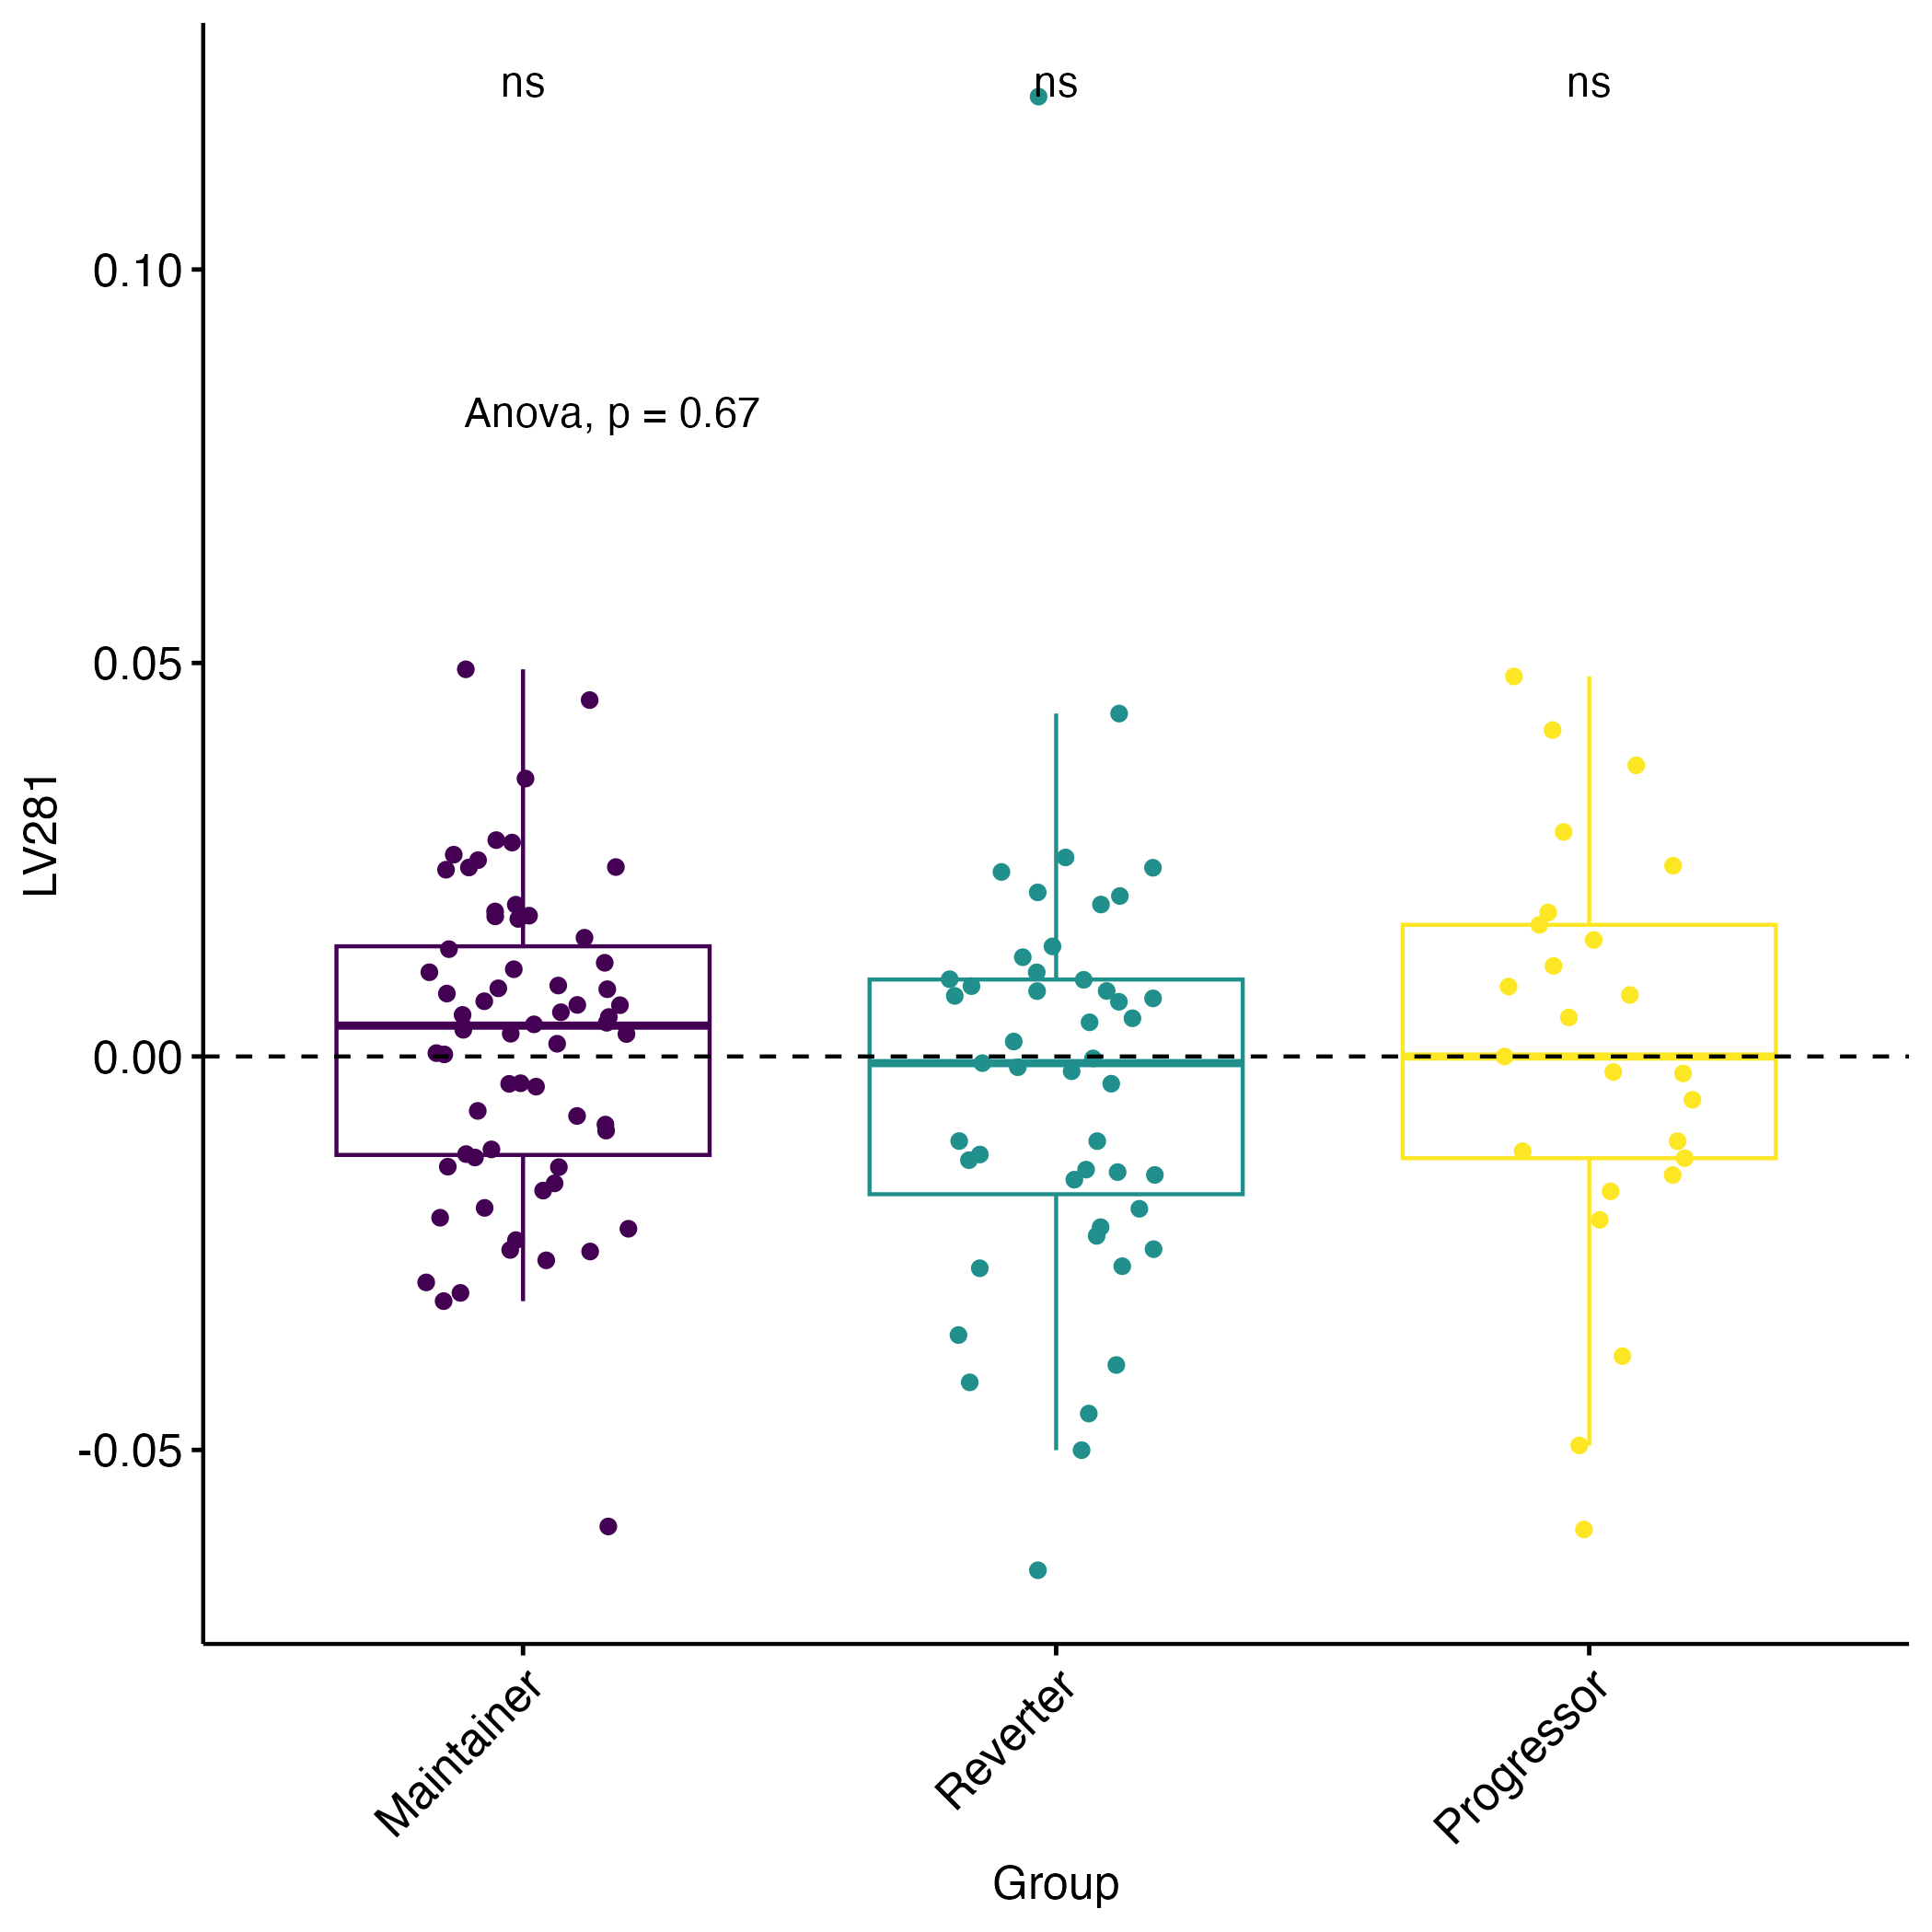 ns ns ns
0.10
Anova, p = 0.67
0.05
LV281
0.00
-0.05
Maintainer Reverter Progressor
Group